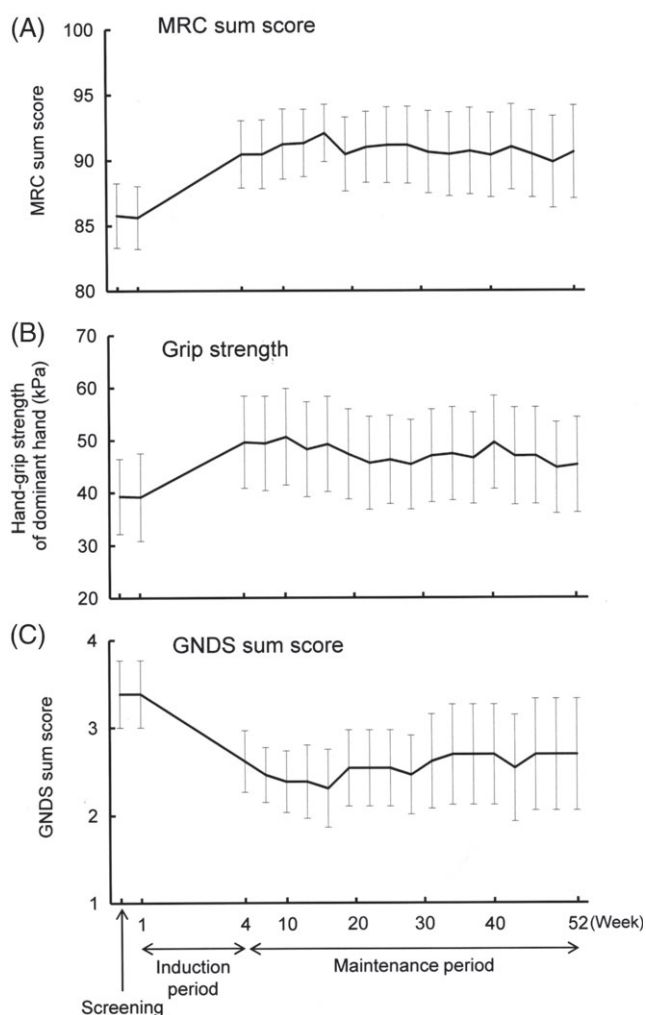 (A)
MRC sum score
100
95
90
85
80
MRC sum score
(B)
Grip strength
70
60
50
40
30
20
Hand-grip strength
of dominant hand (kPa)
(C)
GNDS sum score
4
3
2
1
GNDS sum score
1 4 10 20 30 40 52 (Week)
Induction
period
Maintenance period
Screening